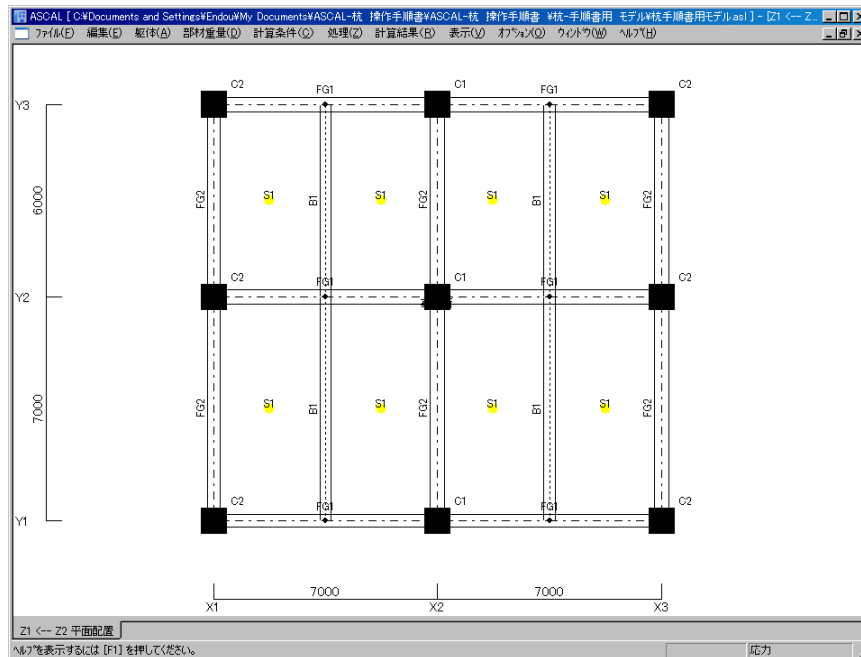 ASCAL [ C:¥Documents and Settings¥Endou¥My Documents¥ASCAL-杭 操作手順書¥ASCAL-杭 操作手順書 ¥杭-手順書用 モデル¥杭手順書用モデル.asl ] - [Z1 <-- Z...
ファイル(F) 編集(E) 躯体(A) 部材重量(D) 計算条件(C) 処理(Z) 計算結果(R) 表示(V) オプション(O) ウィンドウ(W) ヘルプ(H)
C2 FG1 C1 FG1 C2
Y3
6000 FG2 S1 B1 S1 FG2 S1 B1 S1 FG2
C2 FG1 C1 FG1 C2
Y2
7000 FG2 S1 B1 S1 FG2 S1 B1 S1 FG2
C2 FG1 C1 FG1 C2
Y1
7000 7000
X1 X2 X3
Z1 <-- Z2 平面配置
ヘルプを表示するには [F1] を押してください。 応力